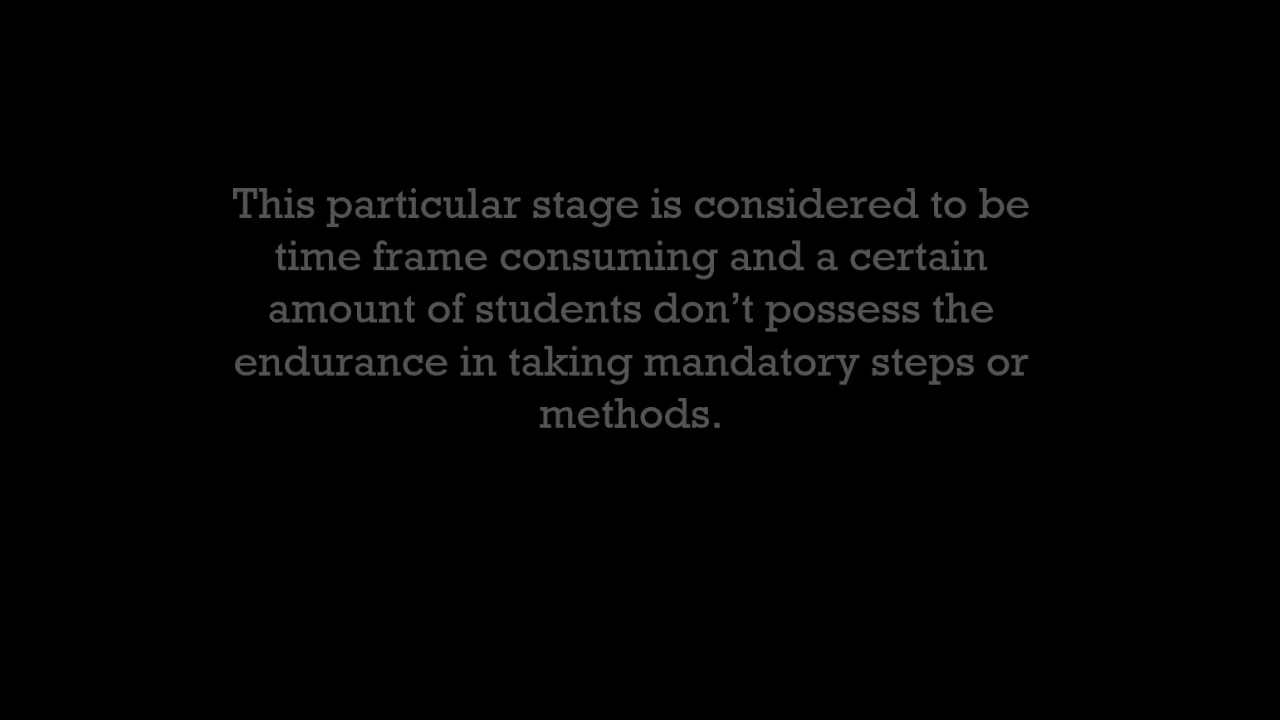 This particular stage is considered to be
time frame consuming and a certain
amount of students don’t possess the
endurance in taking mandatory steps or
methods.